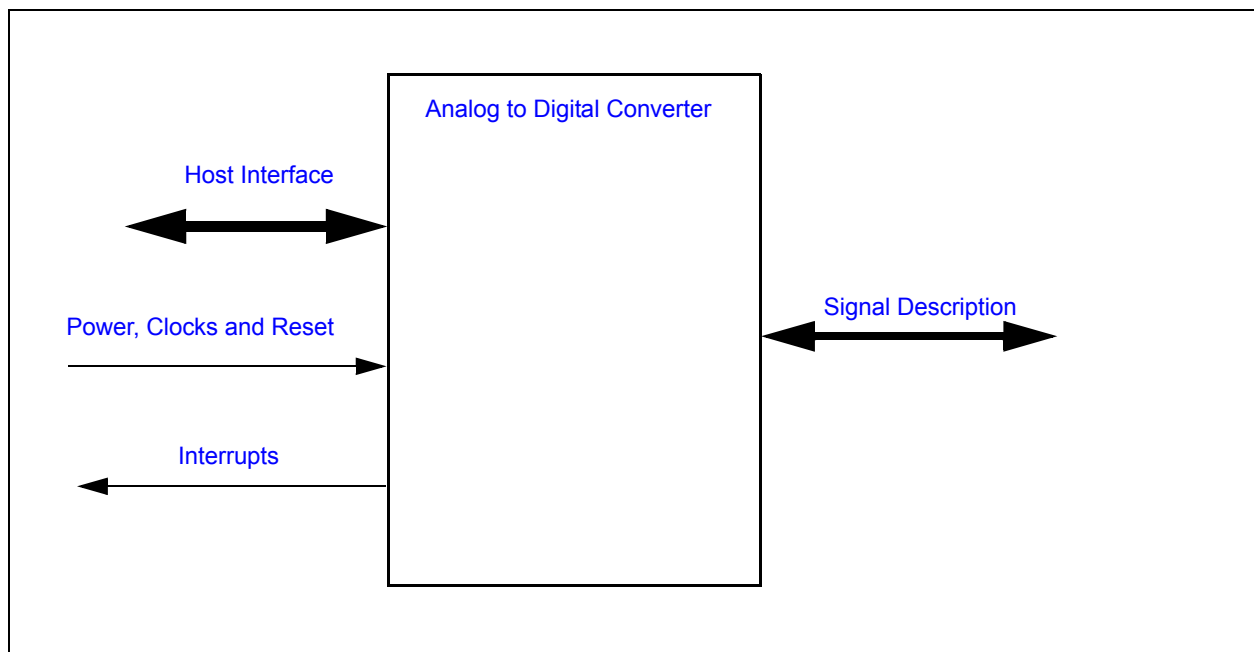 Analog to Digital Converter
Host Interface
Signal Description
Power, Clocks and Reset
Interrupts